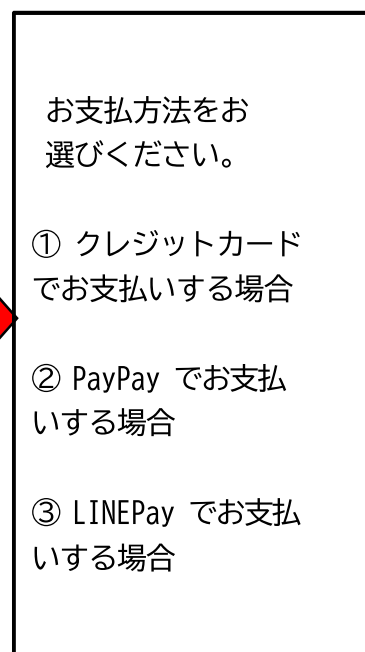 お支払方法をお
選びください。
① クレジットカード
でお支払いする場合
② PayPay でお支払
いする場合
③ LINEPay でお支払
いする場合